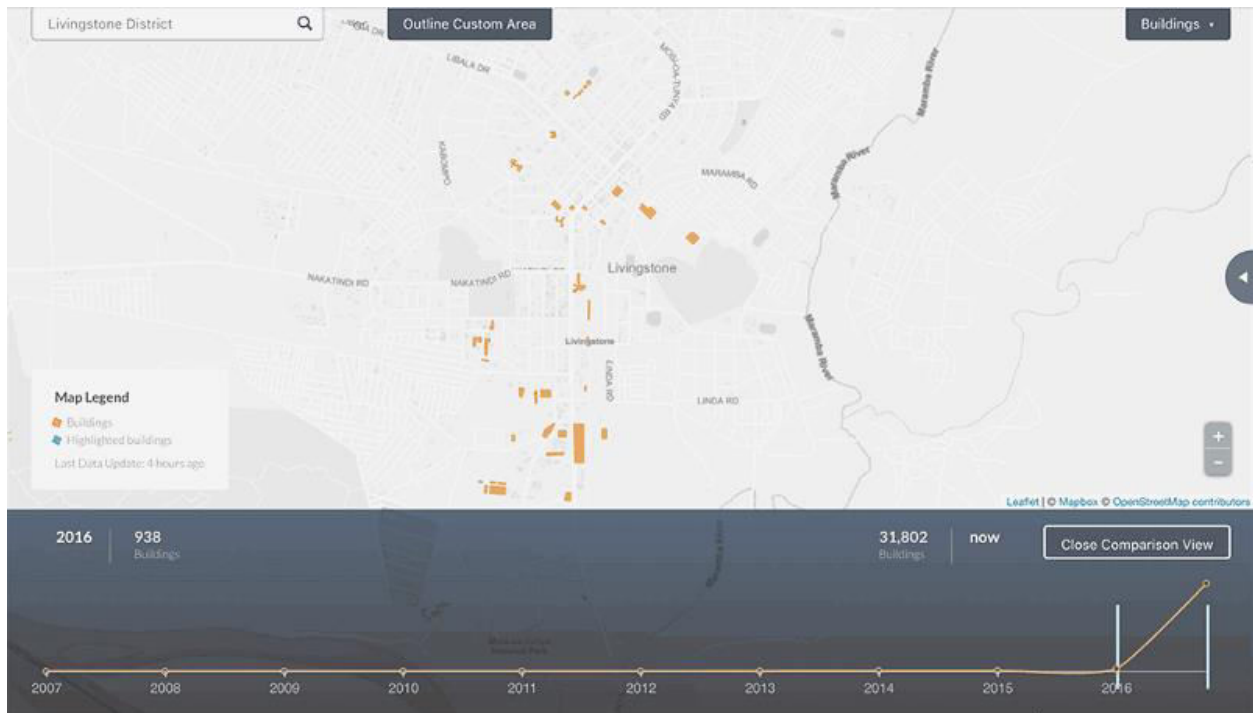 Livingstone District
Outline Custom Area
Buildings
LIBALA DR
MOSI-OA-TUNYA RD
Maramba River
KABOMPO
MARAMBA RD
Maramba River
Livingstone
NAKATINDI RD
NAKATINDI RD
Livingstone
Maramba River
LINDA RD
LINDA RD
Map Legend
Buildings
Highlighted buildings
Last Data Update: 4 hours ago
+
−
Leaflet | © Mapbox © OpenStreetMap contributors
2016
938
Buildings
31,802
Buildings
now
Close Comparison View
2007
2008
2009
2010
2011
2012
2013
2014
2015
2016